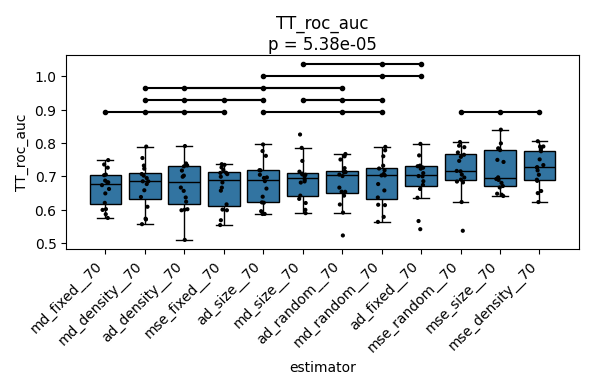 TT_roc_auc
p = 5.38e-05
TT_roc_auc
1.0
0.9
0.8
0.7
0.6
0.5
md_fixed__70
md_density__70
ad_density__70
mse_fixed__70
ad_size__70
md_size__70
ad_random__70
md_random__70
ad_fixed__70
mse_random__70
mse_size__70
mse_density__70
estimator